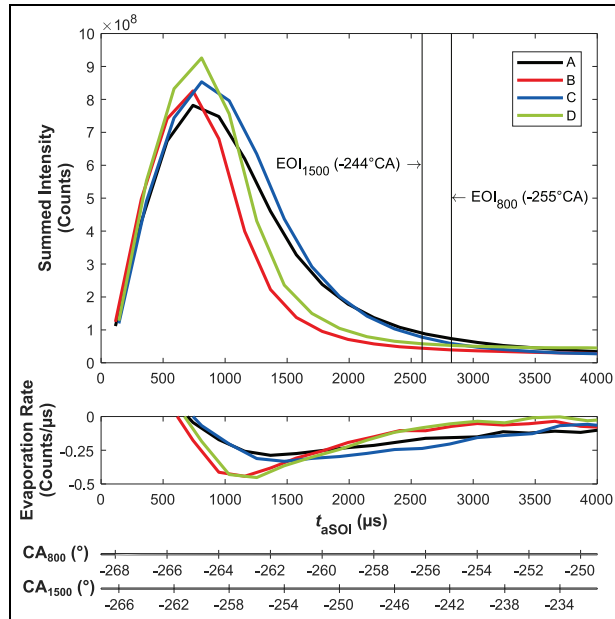 ×10⁸
10
9
8
7
6
5
4
3
2
1
0
Summed Intensity
(Counts)
A
B
C
D
EOI₁₅₀₀ (-244°CA)
EOI₈₀₀ (-255°CA)
0 500 1000 1500 2000 2500 3000 3500 4000
Evaporation Rate
(Counts/µs)
0
-0.25
-0.5
0 500 1000 1500 2000 2500 3000 3500 4000
t_aSOI (µs)
CA₈₀₀ (°)
-268 -266 -264 -262 -260 -258 -256 -254 -252 -250
CA₁₅₀₀ (°)
-266 -262 -258 -254 -250 -246 -242 -238 -234